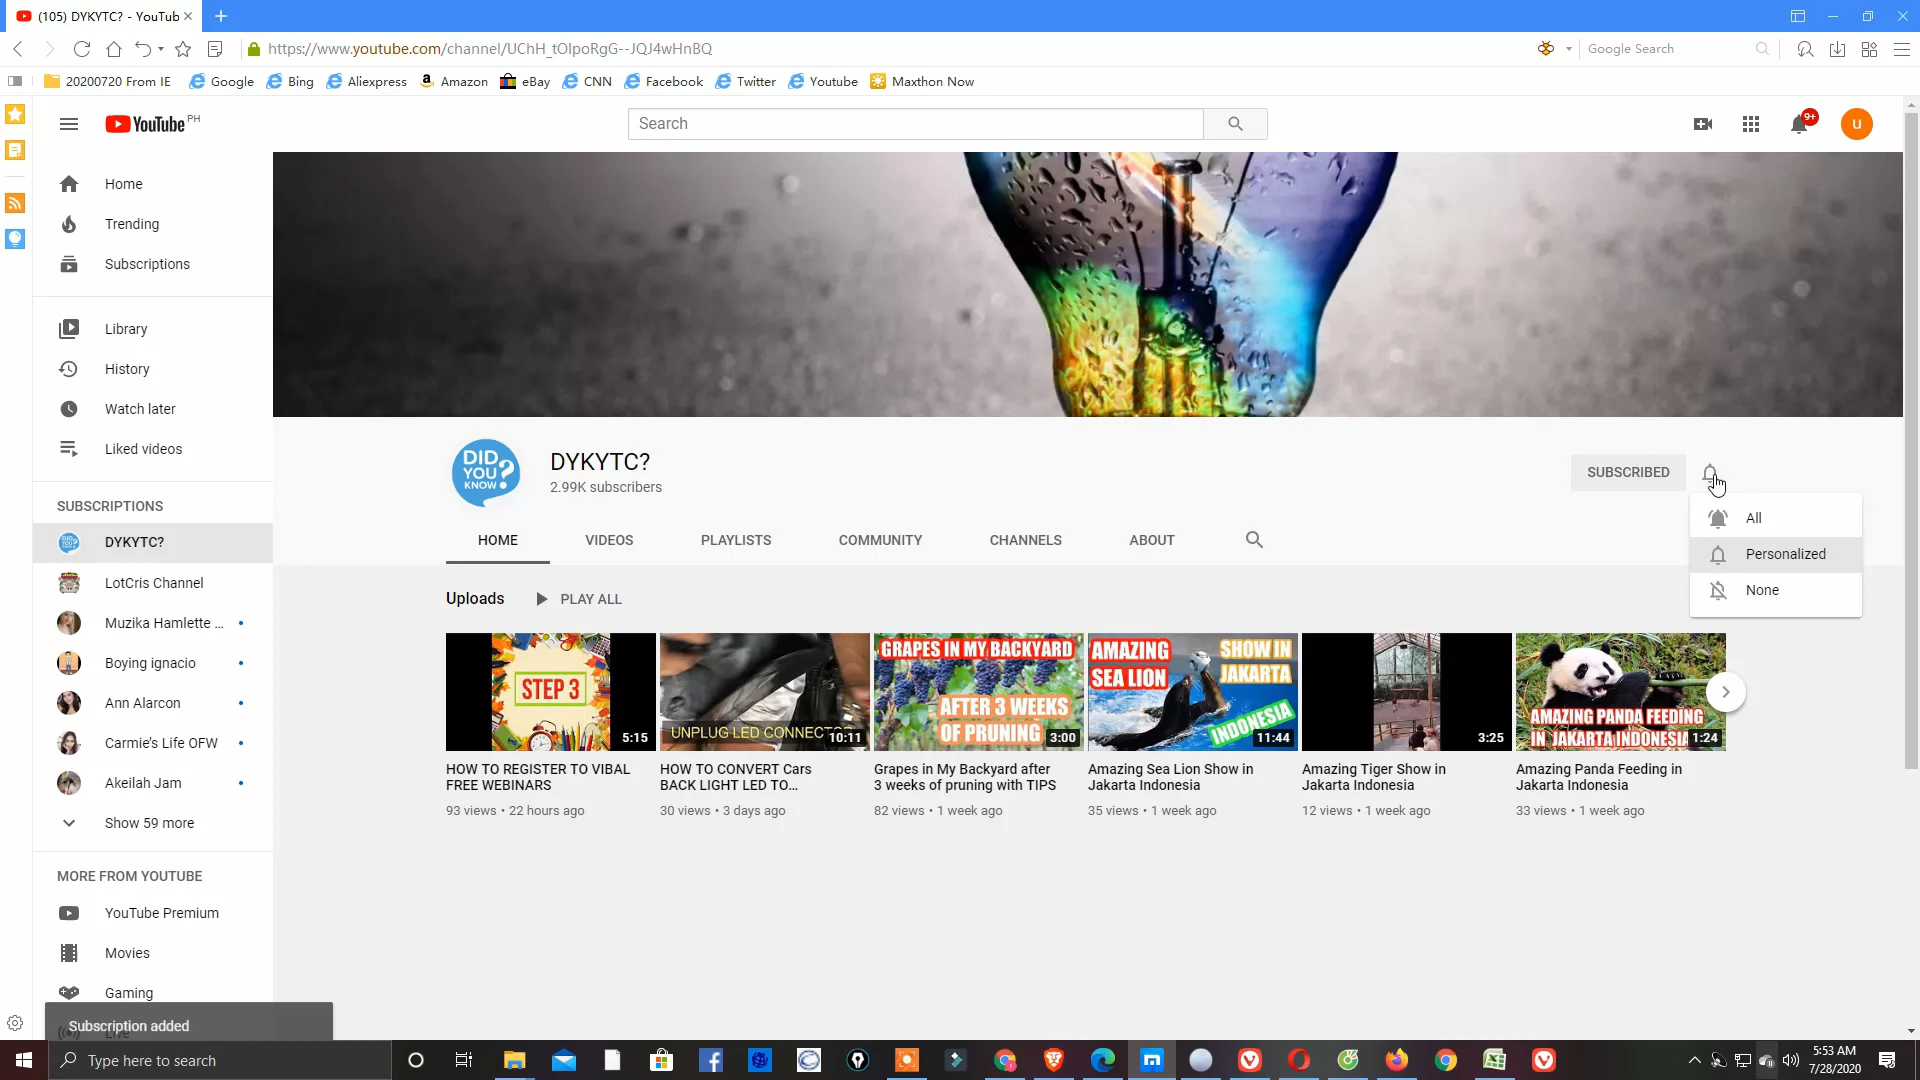 (105) DYKYTC? - YouTub
https://www.youtube.com/channel/UChH_tOIpoRgG--JQJ4wHnBQ
Google Search
20200720 From IE
Google
Bing
Aliexpress
Amazon
eBay
CNN
Facebook
Twitter
Youtube
Maxthon Now
YouTube PH
Search
9+
u
Home
Trending
Subscriptions
Library
History
Watch later
Liked videos
SUBSCRIPTIONS
DYKYTC?
LotCris Channel
Muzika Hamlette ...
Boying ignacio
Ann Alarcon
Carmie's Life OFW
Akeilah Jam
Show 59 more
MORE FROM YOUTUBE
YouTube Premium
Movies
Gaming
Live
Subscription added
DID
YOU?
KNOW
DYKYTC?
2.99K subscribers
SUBSCRIBED
All
Personalized
None
HOME
VIDEOS
PLAYLISTS
COMMUNITY
CHANNELS
ABOUT
Uploads
PLAY ALL
STEP 3
5:15
HOW TO REGISTER TO VIBAL
FREE WEBINARS
93 views • 22 hours ago
UNPLUG LED CONNECT
10:11
HOW TO CONVERT Cars
BACK LIGHT LED TO...
30 views • 3 days ago
GRAPES IN MY BACKYARD
AFTER 3 WEEKS
OF PRUNING
3:00
Grapes in My Backyard after
3 weeks of pruning with TIPS
82 views • 1 week ago
AMAZING
SEA LION
SHOW IN
JAKARTA
INDONESIA
11:44
Amazing Sea Lion Show in
Jakarta Indonesia
35 views • 1 week ago
3:25
Amazing Tiger Show in
Jakarta Indonesia
12 views • 1 week ago
AMAZING PANDA FEEDING
IN JAKARTA INDONESIA
1:24
Amazing Panda Feeding in
Jakarta Indonesia
33 views • 1 week ago
Type here to search
5:53 AM
7/28/2020